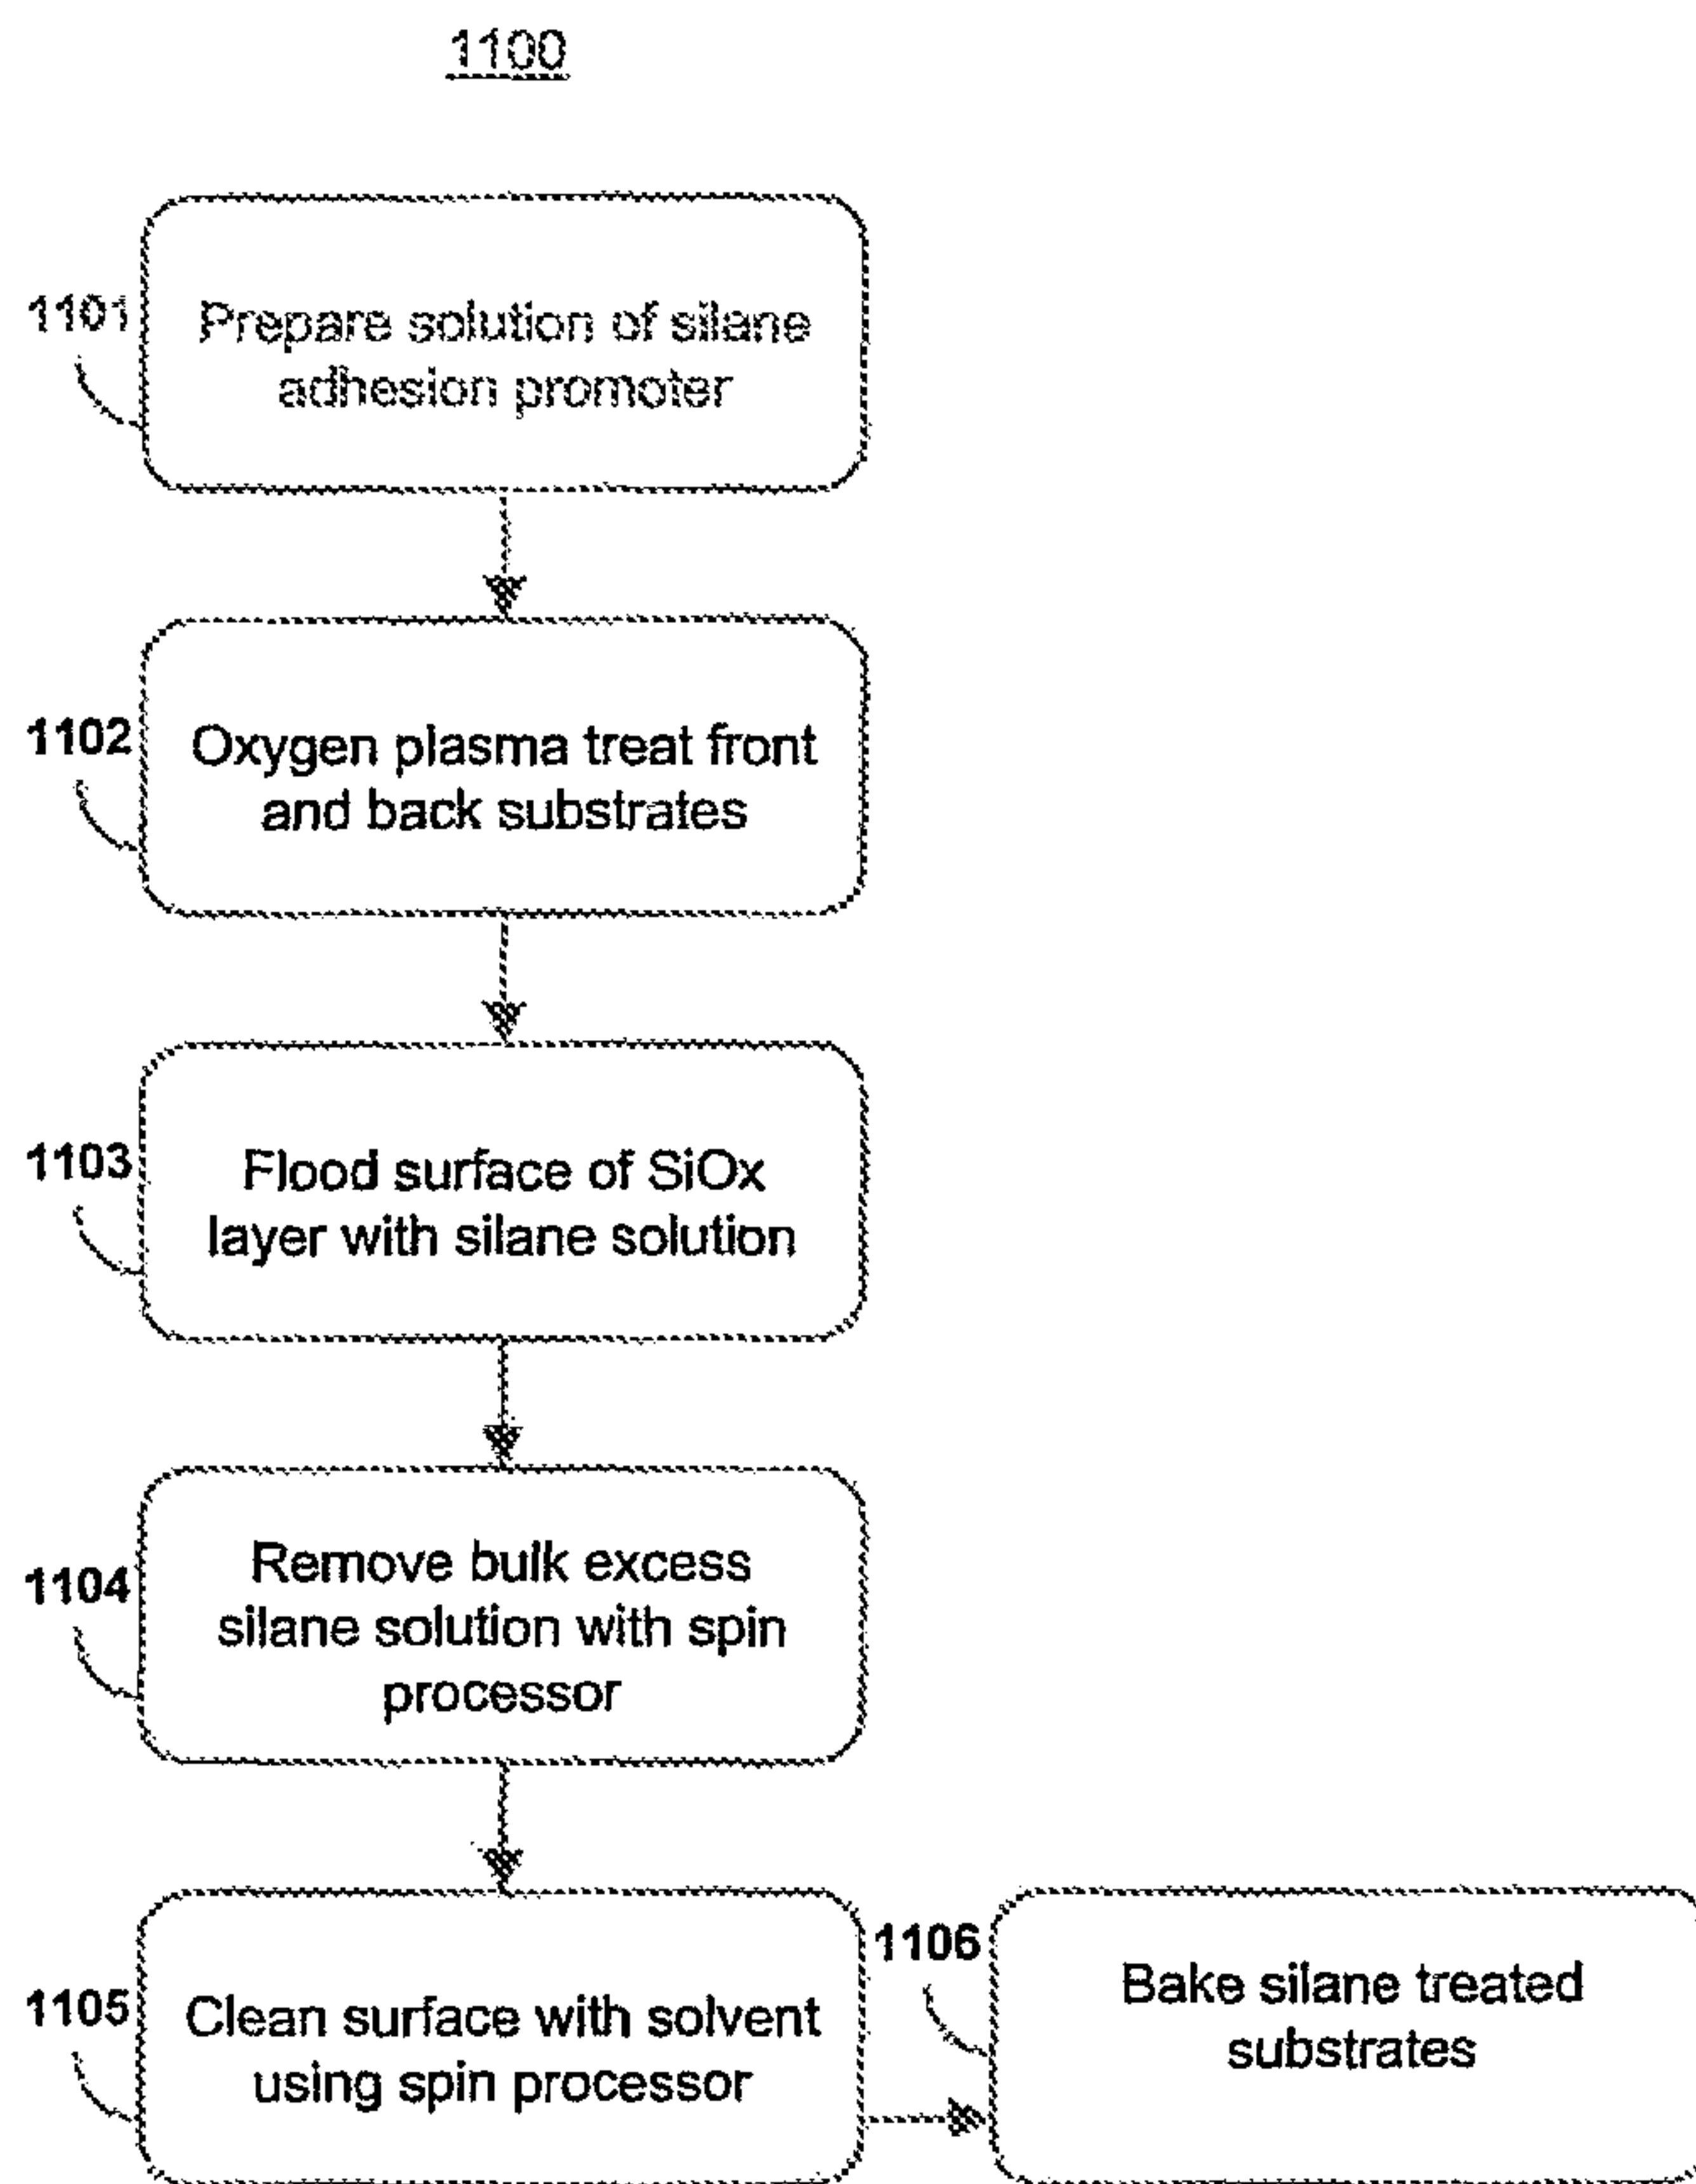 1100
1101
Prepare solution of silane
adhesion promoter
1102
Oxygen plasma treat front
and back substrates
1103
Flood surface of SiOx
layer with silane solution
1104
Remove bulk excess
silane solution with spin
processor
1105
Clean surface with solvent
using spin processor
1106
Bake silane treated
substrates